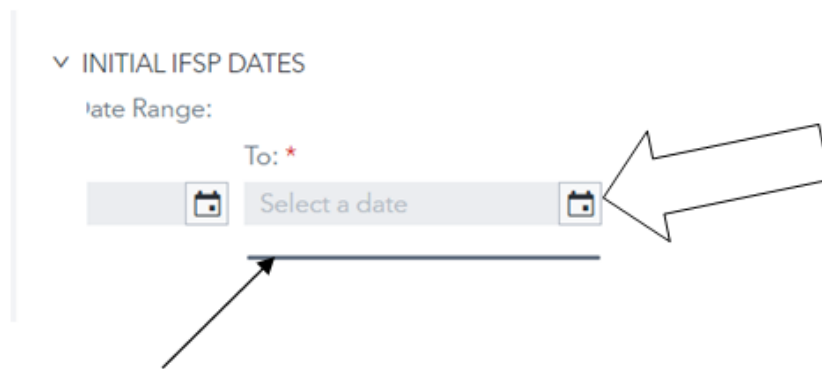 INITIAL IFSP DATES
ate Range:
To: *
Select a date